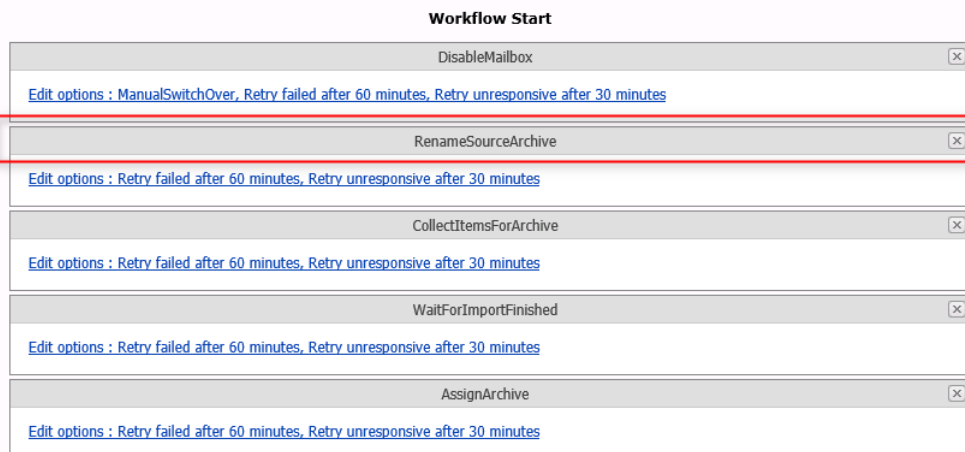 Workflow Start
DisableMailbox
Edit options : ManualSwitchOver, Retry failed after 60 minutes, Retry unresponsive after 30 minutes
RenameSourceArchive
Edit options : Retry failed after 60 minutes, Retry unresponsive after 30 minutes
CollectItemsForArchive
Edit options : Retry failed after 60 minutes, Retry unresponsive after 30 minutes
WaitForImportFinished
Edit options : Retry failed after 60 minutes, Retry unresponsive after 30 minutes
AssignArchive
Edit options : Retry failed after 60 minutes, Retry unresponsive after 30 minutes